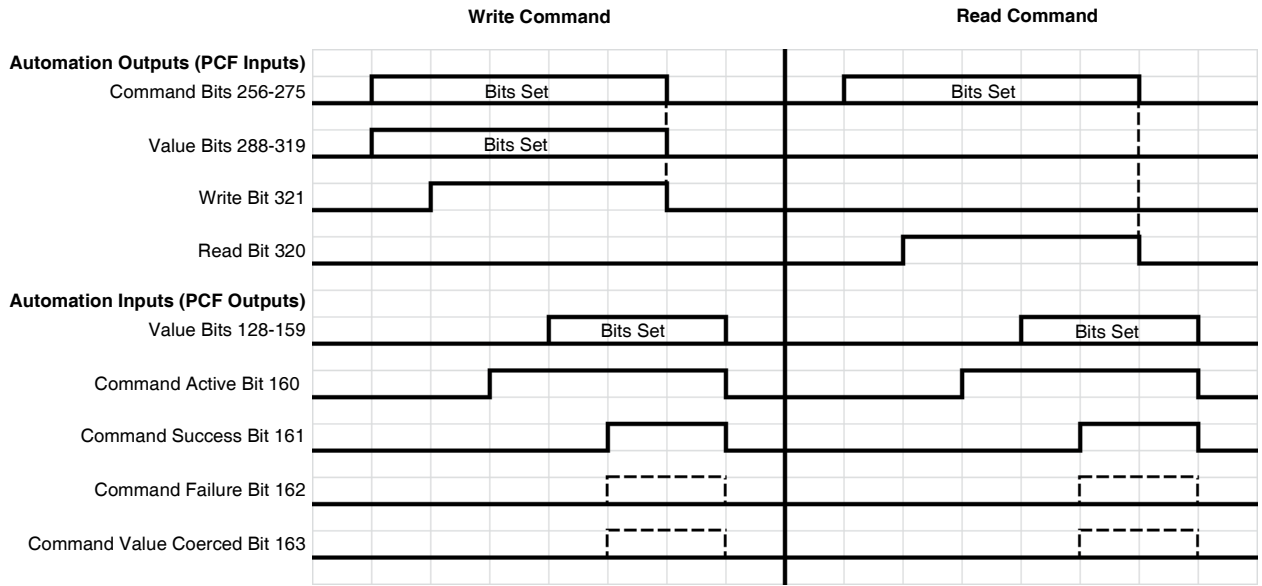 Write Command
Read Command
Automation Outputs (PCF Inputs)
Command Bits 256-275
Bits Set
Bits Set
Value Bits 288-319
Bits Set
Write Bit 321
Read Bit 320
Automation Inputs (PCF Outputs)
Value Bits 128-159
Bits Set
Bits Set
Command Active Bit 160
Command Success Bit 161
Command Failure Bit 162
Command Value Coerced Bit 163